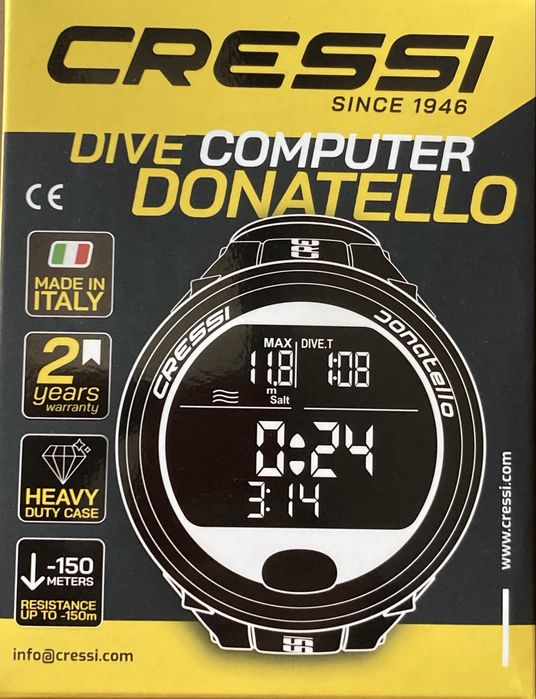 CRESSI
SINCE 1946
DIVE COMPUTER
DONATELLO
CE
MADE IN
ITALY
2
years
warranty
HEAVY
DUTY CASE
-150
METERS
RESISTANCE
UP TO -150m
CRESSI
Donatello
MAX DIVE.T
11.8 1:08
m
Salt
0:24
3:14
www.cressi.com
info@cressi.com